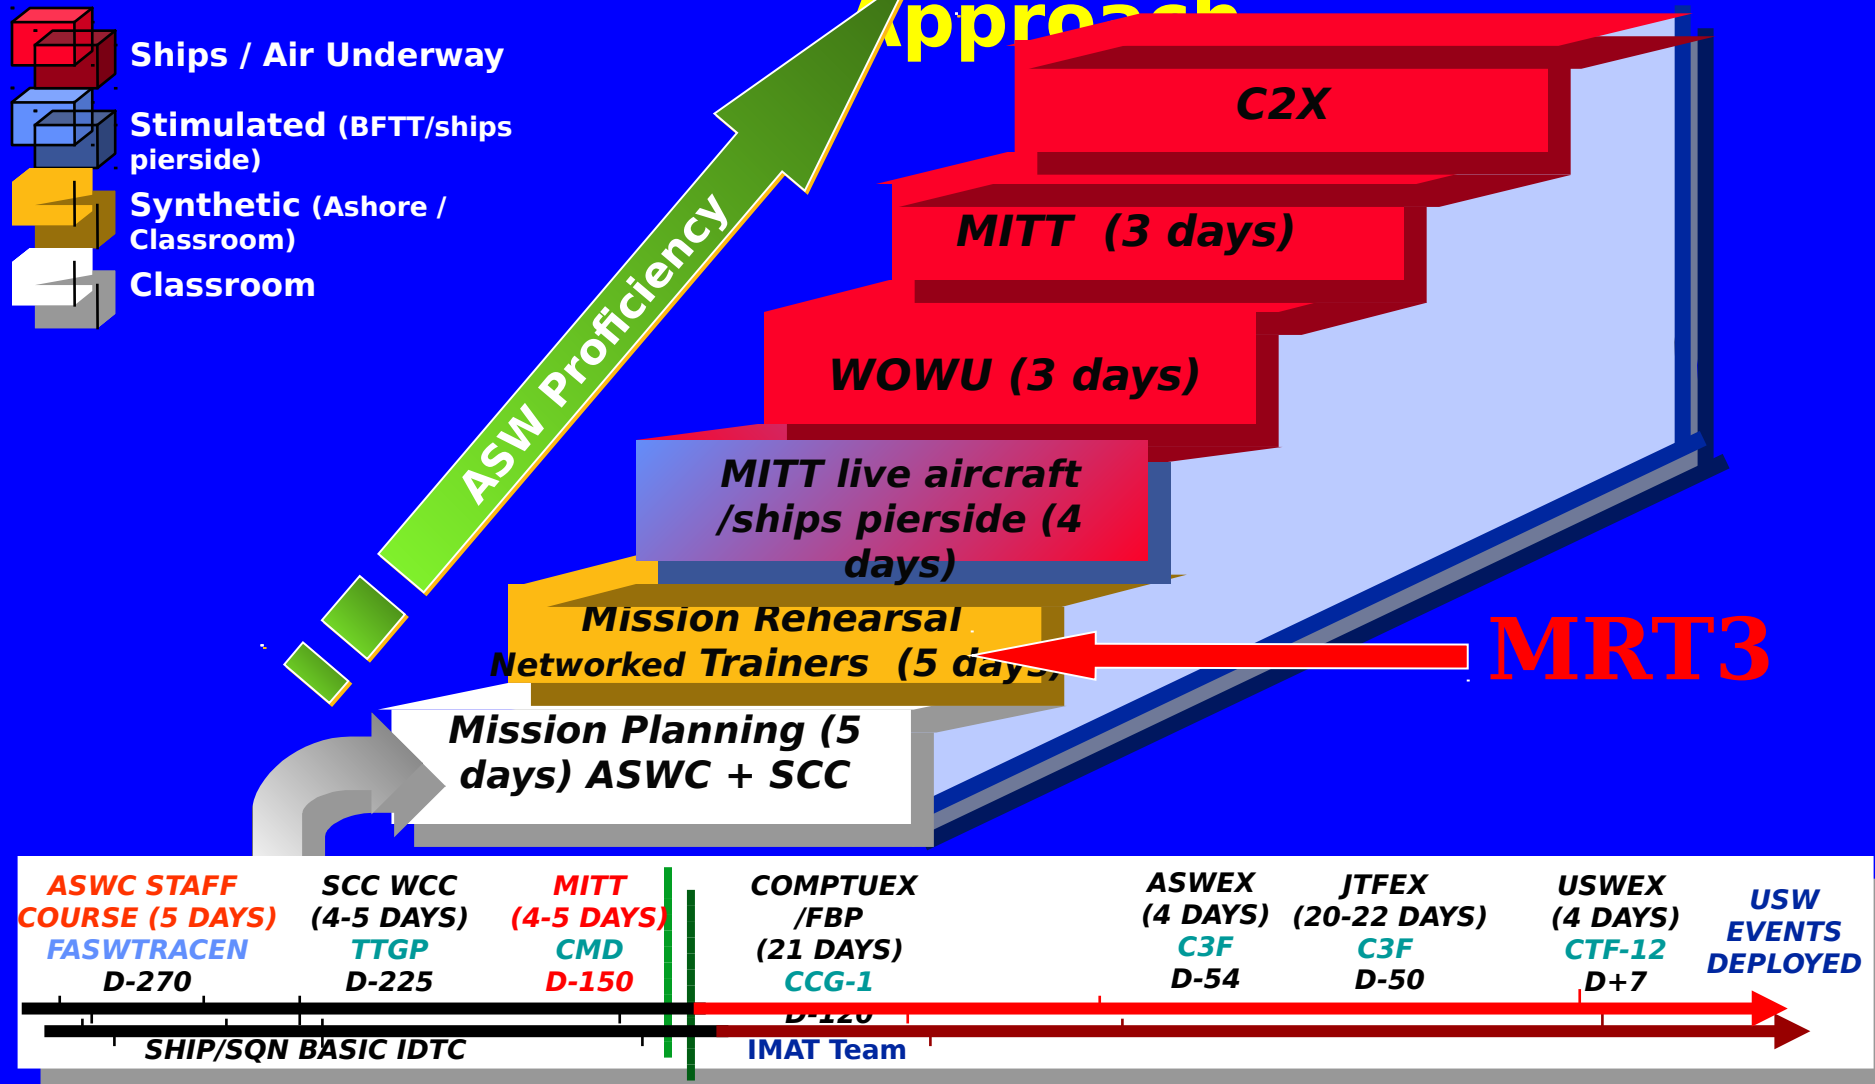 Approach
Ships / Air Underway
Stimulated (BFTT/ships
pierside)
Synthetic (Ashore /
Classroom)
Classroom
ASW Proficiency
C2X
MITT (3 days)
WOWU (3 days)
MITT live aircraft
/ships pierside (4
days)
Mission Rehearsal
Networked Trainers (5 days)
MRT3
Mission Planning (5
days) ASWC + SCC
ASWC STAFF
COURSE (5 DAYS)
FASWTRACEN
D-270
SCC WCC
(4-5 DAYS)
TTGP
D-225
MITT
(4-5 DAYS)
CMD
D-150
COMPTUEX
/FBP
(21 DAYS)
CCG-1
D-120
ASWEX
(4 DAYS)
C3F
D-54
JTFEX
(20-22 DAYS)
C3F
D-50
USWEX
(4 DAYS)
CTF-12
D+7
USW
EVENTS
DEPLOYED
SHIP/SQN BASIC IDTC
IMAT Team